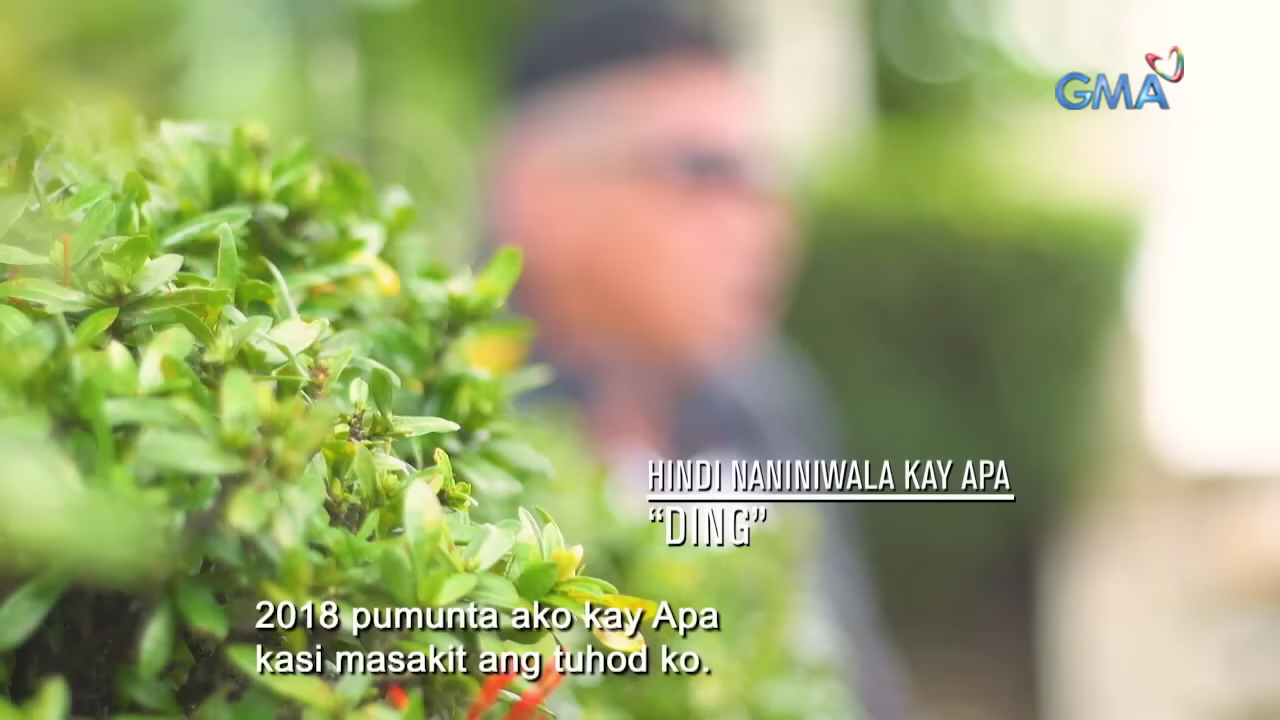 GMA
HINDI NANINIWALA KAY APA
“DING”
2018 pumunta ako kay Apa
kasi masakit ang tuhod ko.